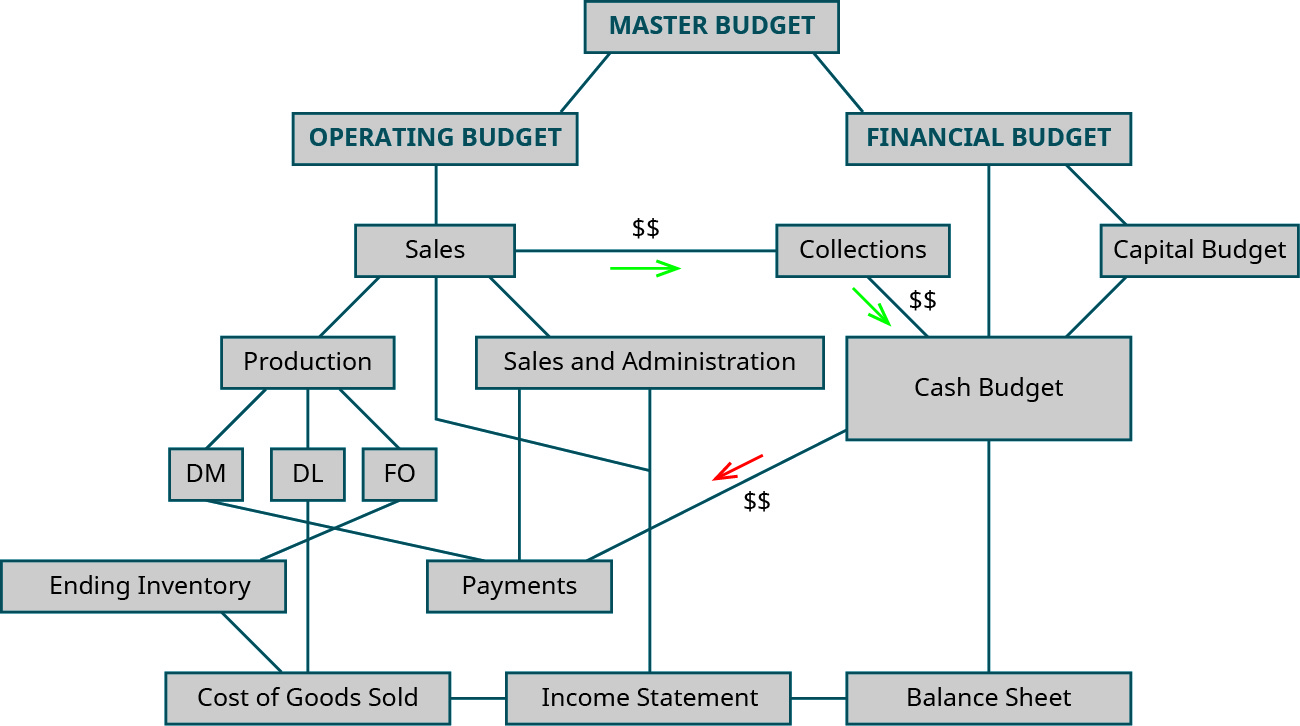 MASTER BUDGET
OPERATING BUDGET
FINANCIAL BUDGET
$$
Sales
Collections
Capital Budget
$$
Production
Sales and Administration
Cash Budget
DM
DL
FO
$$
Ending Inventory
Payments
Cost of Goods Sold
Income Statement
Balance Sheet